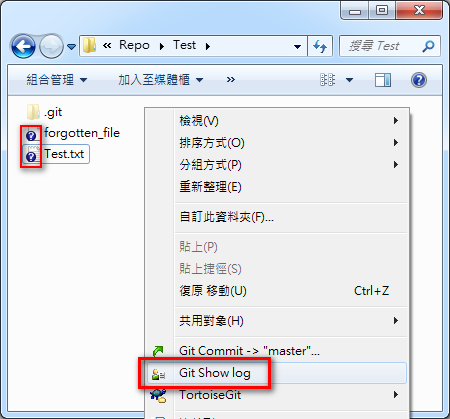 « Repo ▸ Test ▸
搜尋 Test
組合管理 ▼ 加入至媒體櫃 ▼ »
.git
forgotten_file
Test.txt
檢視(V)
排序方式(O)
分組方式(P)
重新整理(E)
自訂此資料夾(F)...
貼上(P)
貼上捷徑(S)
復原 移動(U) Ctrl+Z
共用對象(H)
Git Commit -> "master"...
Git Show log
TortoiseGit